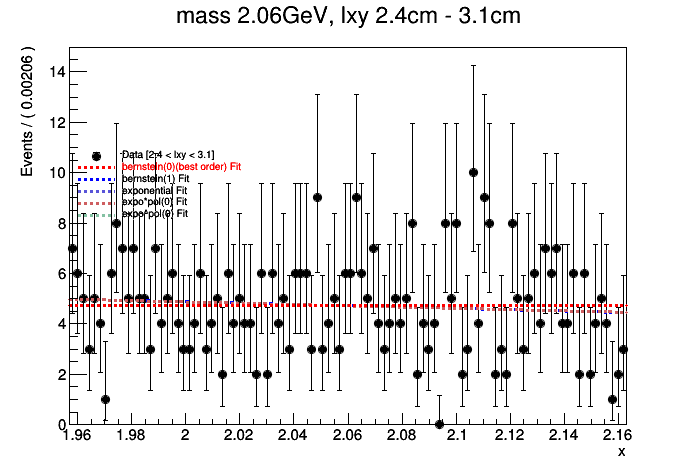 mass 2.06GeV, lxy 2.4cm - 3.1cm
Events / ( 0.00206 )
14
12
10
8
6
4
2
0
Data [2.4 < lxy < 3.1]
bernstein(0)(best order) Fit
bernstein(1) Fit
exponential Fit
expo*pol(0) Fit
expo*pol(0) Fit
1.96 1.98 2 2.02 2.04 2.06 2.08 2.1 2.12 2.14 2.16
x